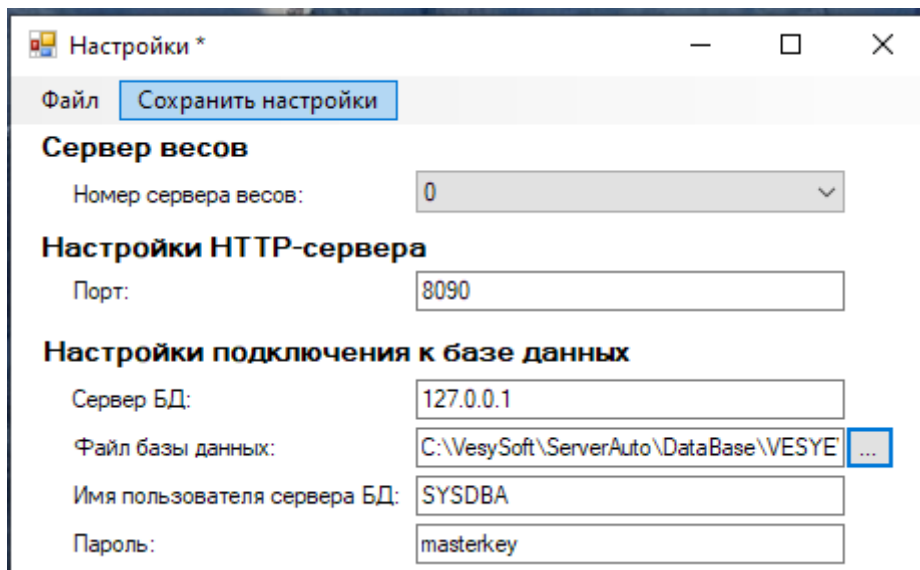 Настройки *
Файл Сохранить настройки
Сервер весов
Номер сервера весов: 0
Настройки HTTP-сервера
Порт: 8090
Настройки подключения к базе данных
Сервер БД: 127.0.0.1
Файл базы данных: C:\VesySoft\ServerAuto\DataBase\VESYE ...
Имя пользователя сервера БД: SYSDBA
Пароль: masterkey